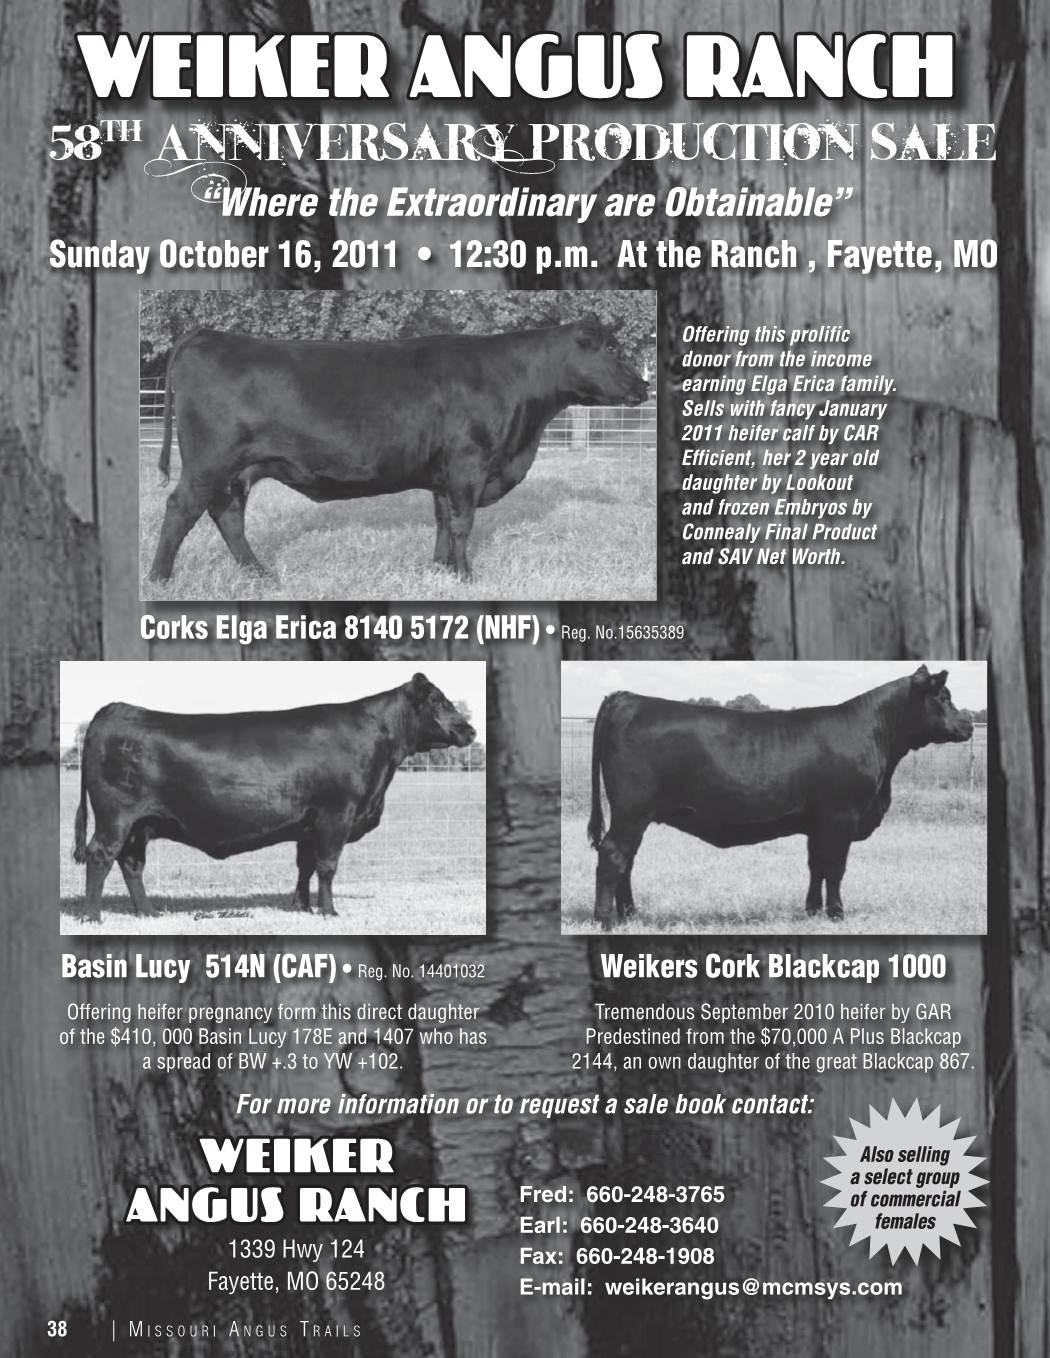 WEIKER ANGUS RANCH
58TH ANNIVERSARY PRODUCTION SALE
“Where the Extraordinary are Obtainable”
Sunday October 16, 2011 • 12:30 p.m. At the Ranch , Fayette, MO
Offering this prolific
donor from the income
earning Elga Erica family.
Sells with fancy January
2011 heifer calf by CAR
Efficient, her 2 year old
daughter by Lookout
and frozen Embryos by
Connealy Final Product
and SAV Net Worth.
Corks Elga Erica 8140 5172 (NHF) • Reg. No.15635389
Basin Lucy 514N (CAF) • Reg. No. 14401032
Offering heifer pregnancy form this direct daughter
of the $410, 000 Basin Lucy 178E and 1407 who has
a spread of BW +.3 to YW +102.
Weikers Cork Blackcap 1000
Tremendous September 2010 heifer by GAR
Predestined from the $70,000 A Plus Blackcap
2144, an own daughter of the great Blackcap 867.
For more information or to request a sale book contact:
WEIKER
ANGUS RANCH
1339 Hwy 124
Fayette, MO 65248
Fred: 660-248-3765
Earl: 660-248-3640
Fax: 660-248-1908
E-mail: weikerangus@mcmsys.com
Also selling
a select group
of commercial
females
38 | MISSOURI ANGUS TRAILS